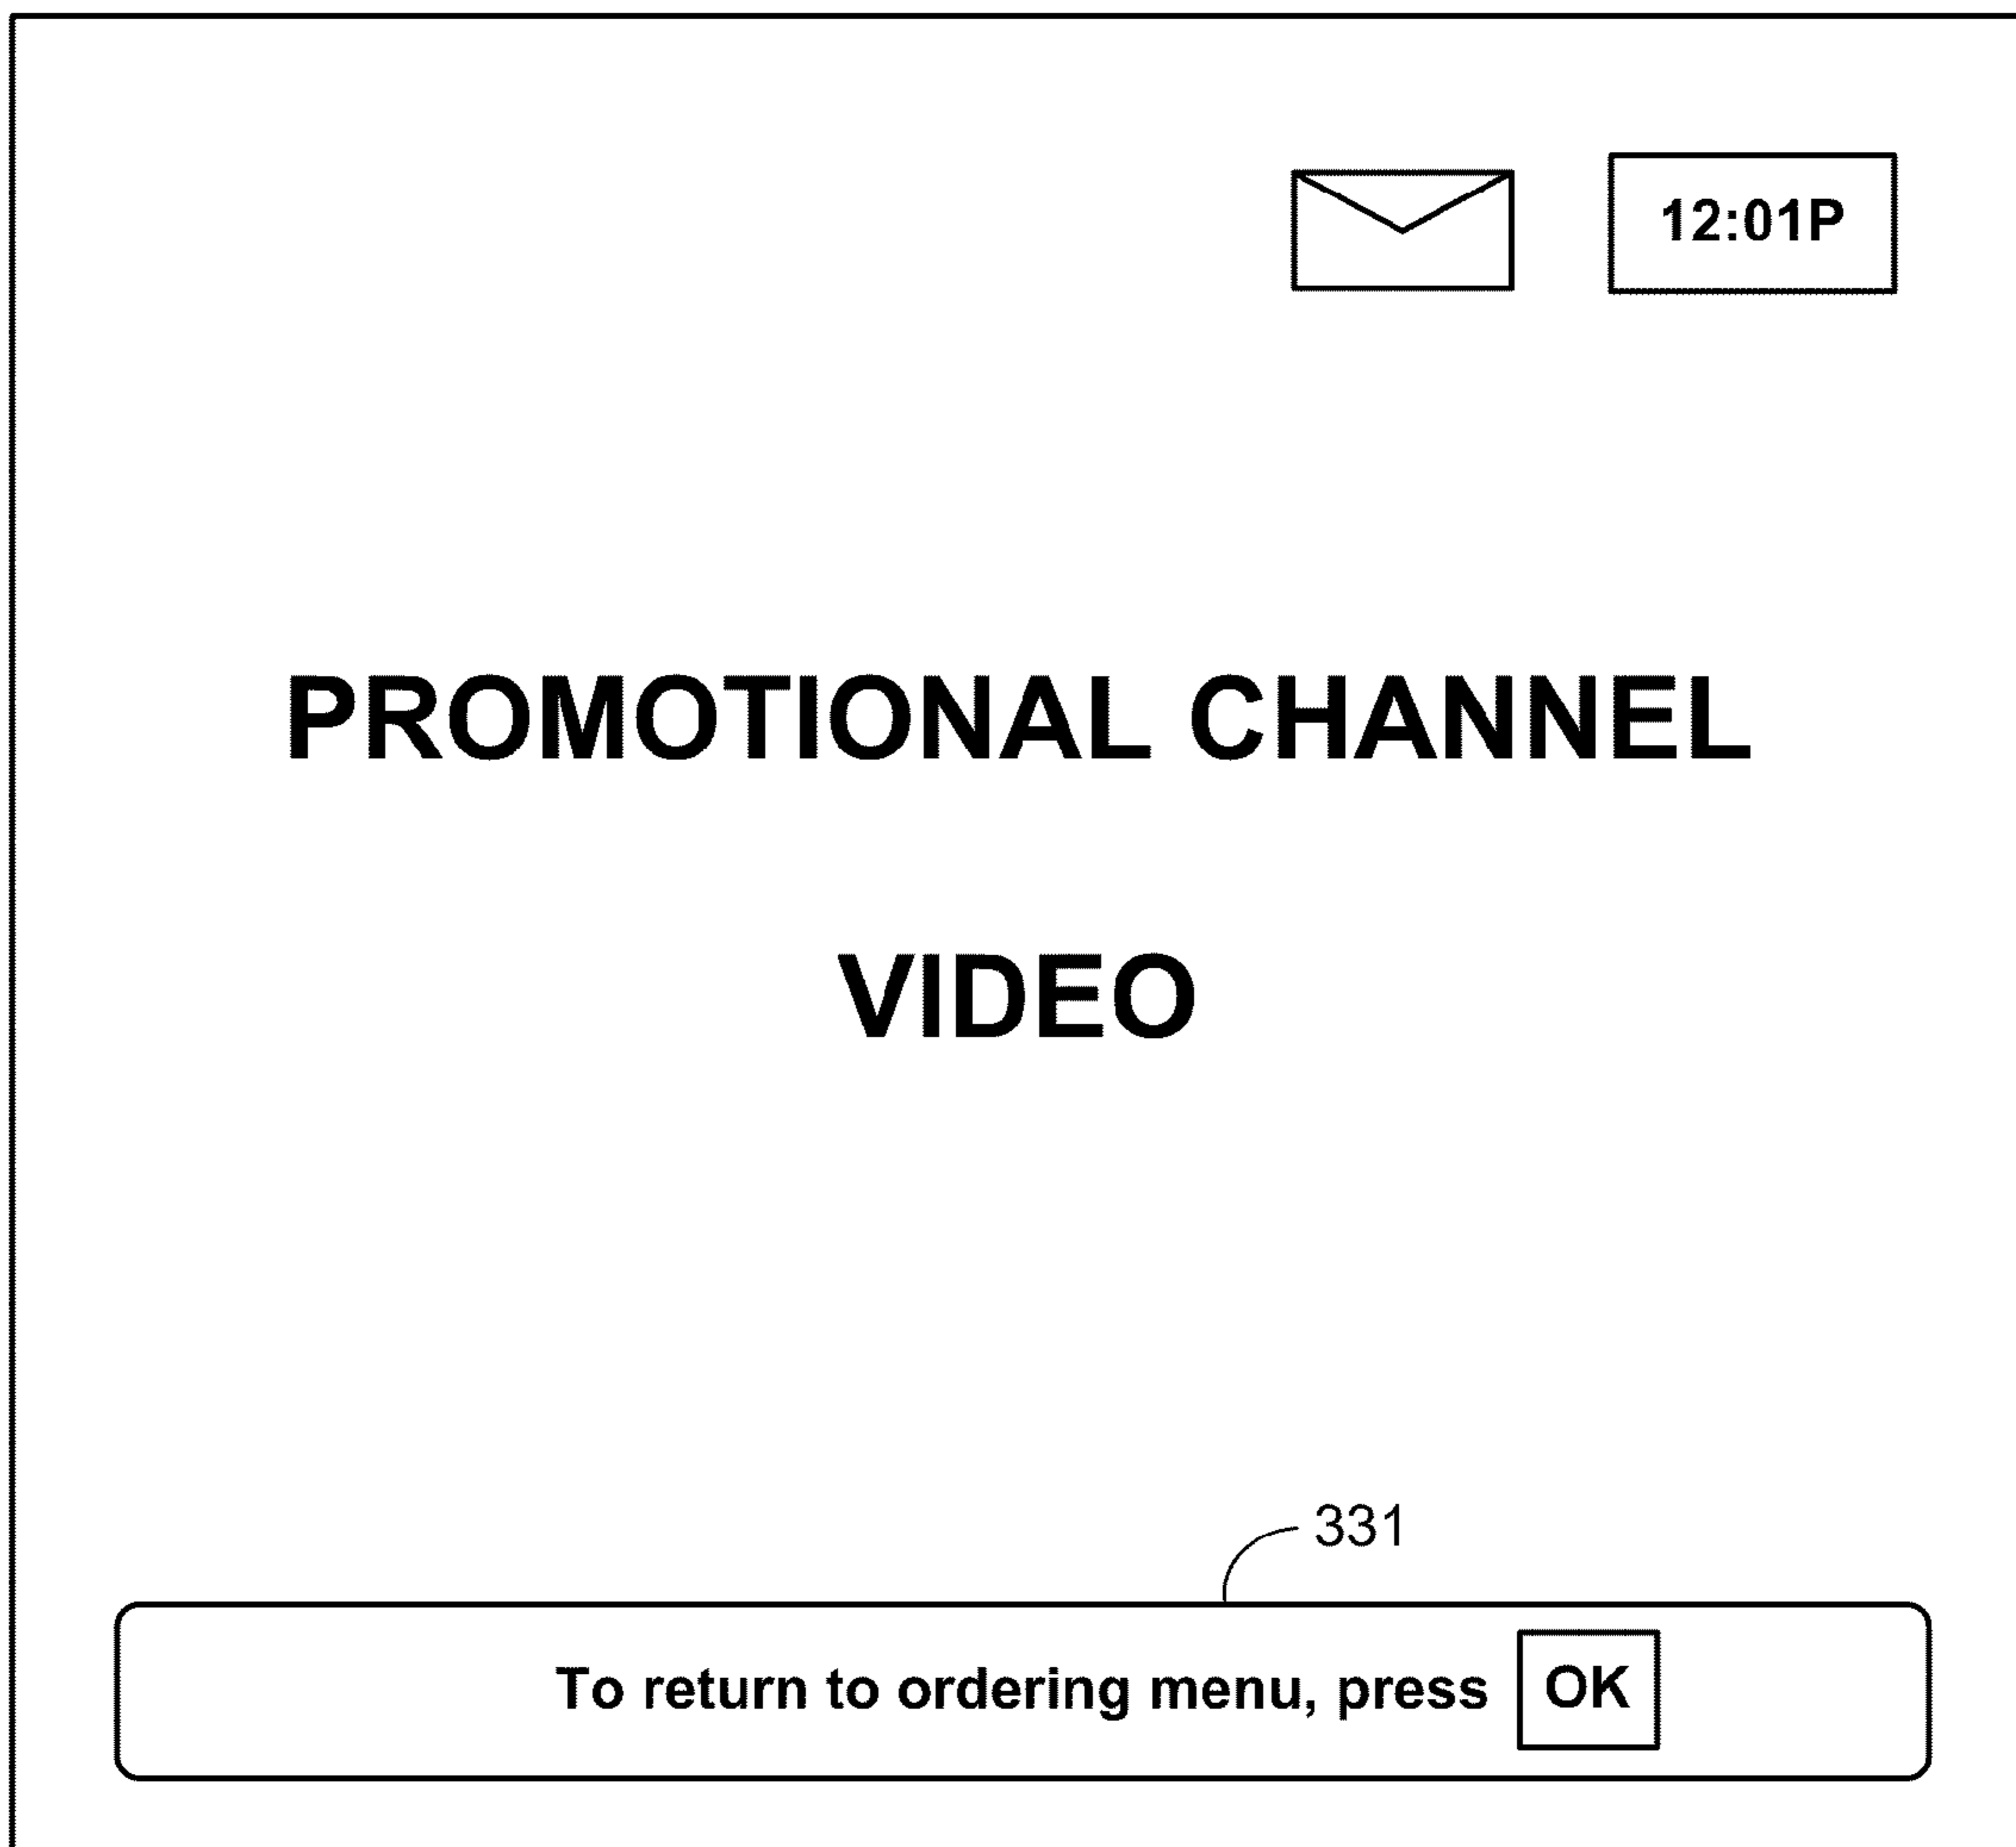 12:01P
PROMOTIONAL CHANNEL
VIDEO
331
To return to ordering menu, press OK